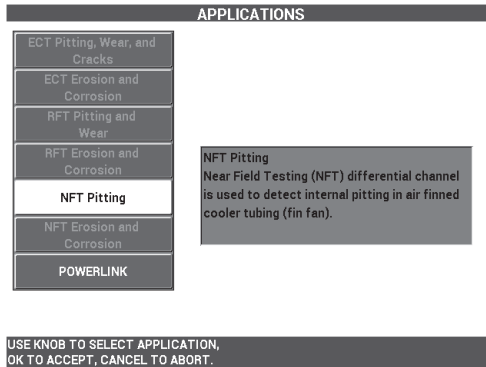 APPLICATIONS
ECT Pitting, Wear, and
Cracks
ECT Erosion and
Corrosion
RFT Pitting and
Wear
RFT Erosion and
Corrosion
NFT Pitting
NFT Erosion and
Corrosion
POWERLINK
NFT Pitting
Near Field Testing (NFT) differential channel
is used to detect internal pitting in air finned
cooler tubing (fin fan).
USE KNOB TO SELECT APPLICATION,
OK TO ACCEPT, CANCEL TO ABORT.